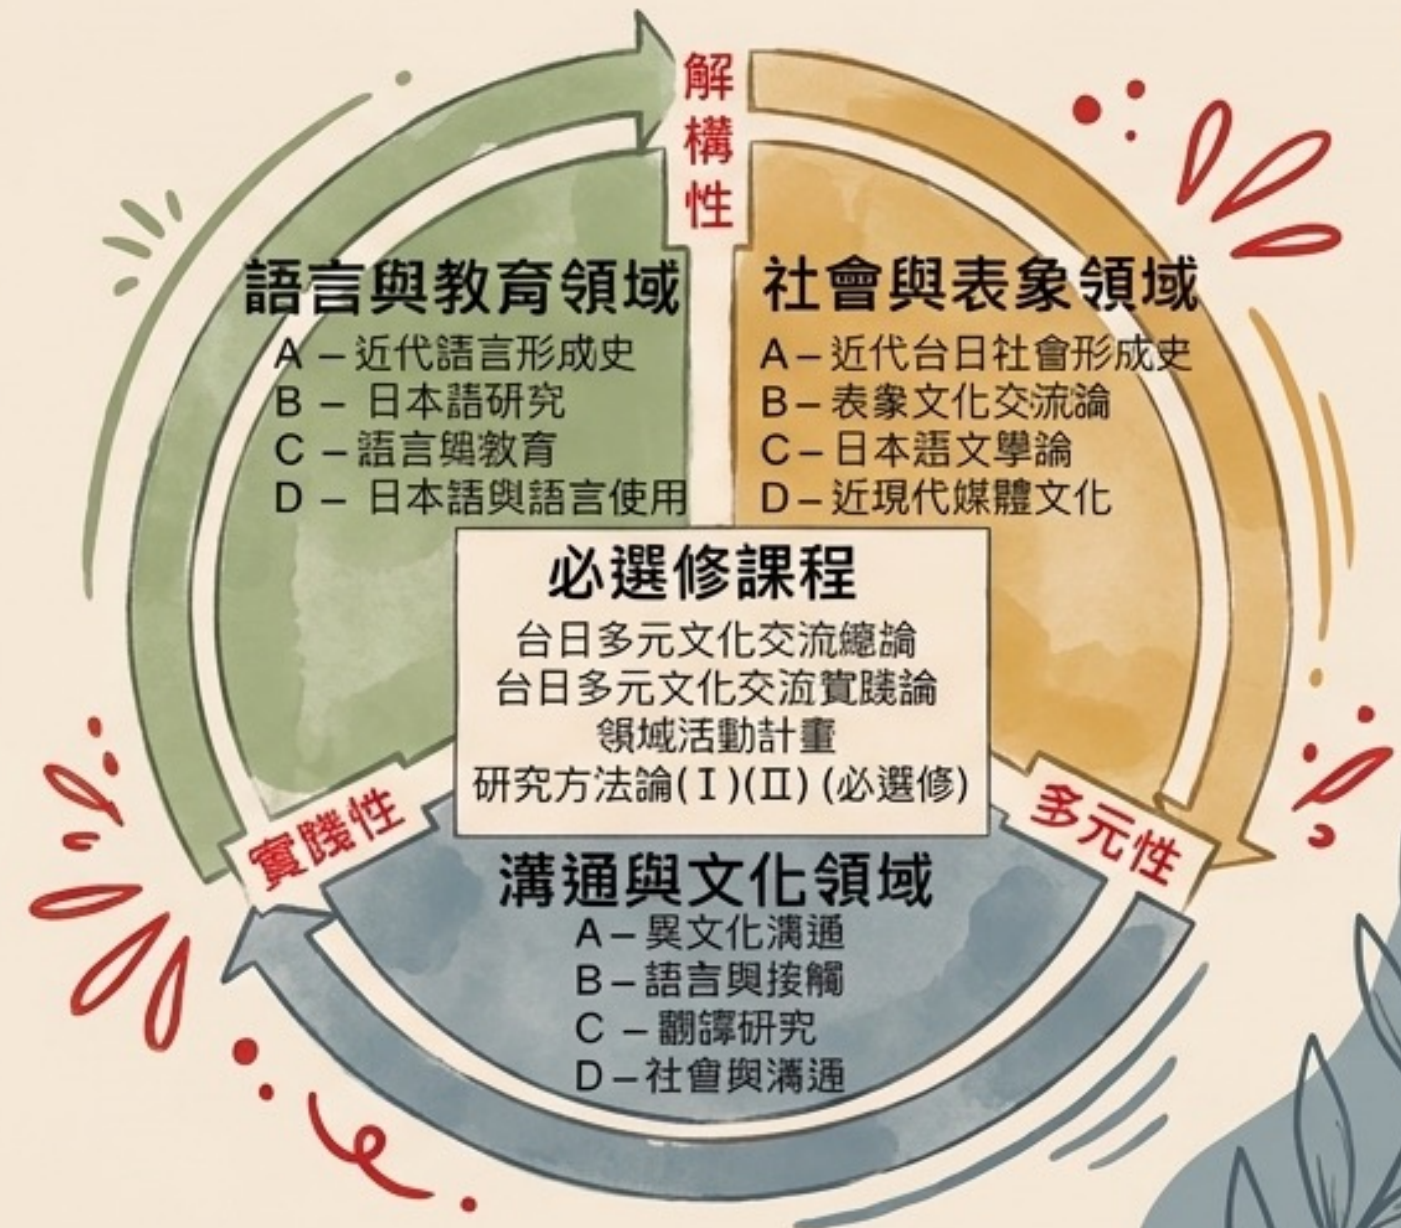 解構性
語言與教育領域
A – 近代語言形成史
B – 日本語研究
C – 語言與教育
D – 日本語與語言使用
社會與表象領域
A – 近代台日社會形成史
B – 表象文化交流論
C – 日本語文學論
D – 近現代媒體文化
必選修課程
台日多元文化交流總論
台日多元文化交流實踐論
領域活動計畫
研究方法論(I)(II) (必選修)
實踐性
多元性
溝通與文化領域
A – 異文化溝通
B – 語言與接觸
C – 翻譯研究
D – 社會與溝通